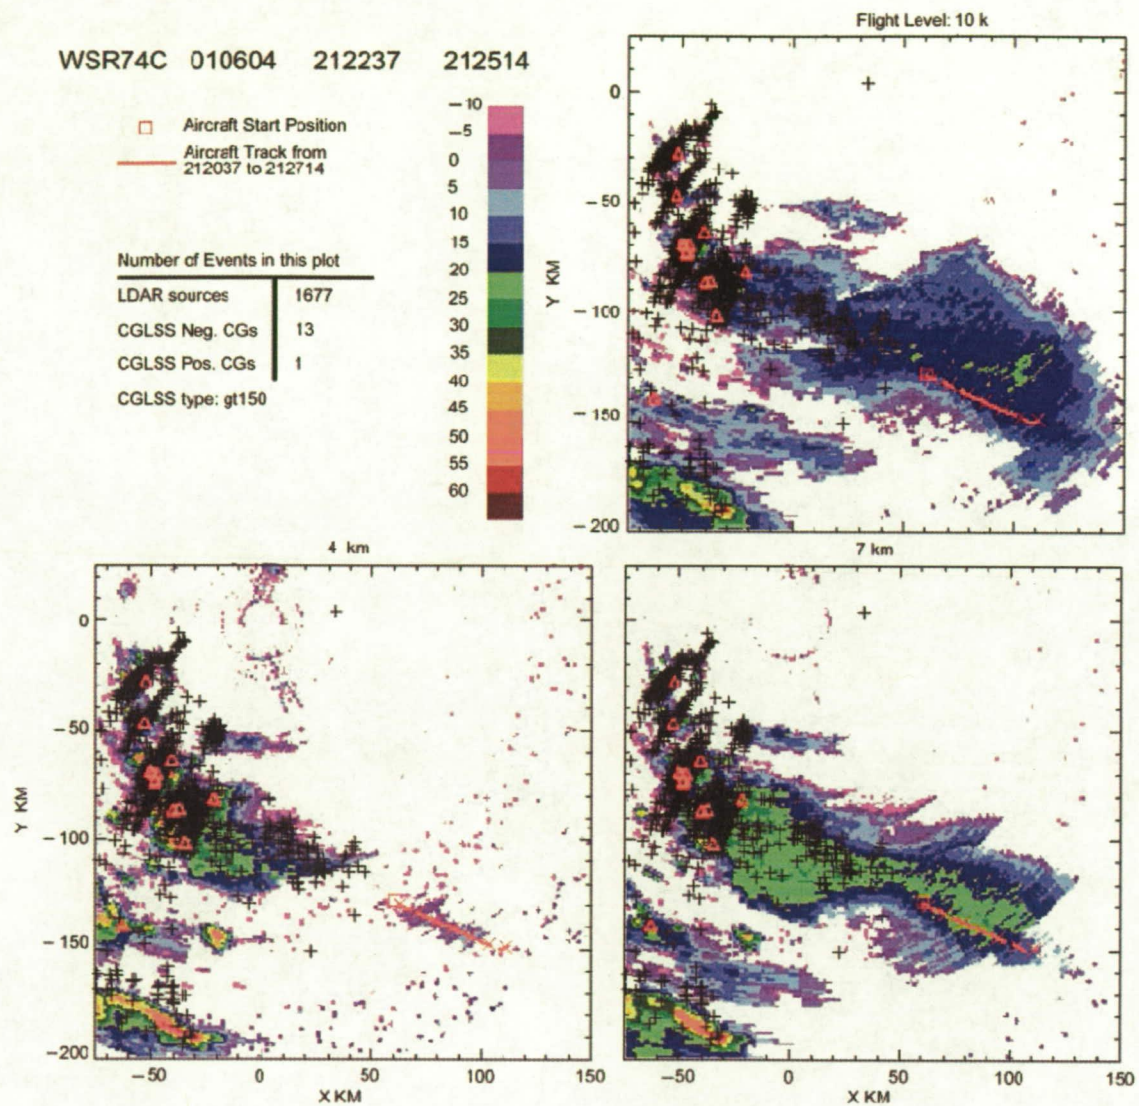 Flight Level: 10 k
WSR74C 010604 212237 212514
Aircraft Start Position
Aircraft Track from
212037 to 212714
Number of Events in this plot
LDAR sources 1677
CGLSS Neg. CGs 13
CGLSS Pos. CGs 1
CGLSS type: gt150
−10
−5
0
5
10
15
20
25
30
35
40
45
50
55
60
Y KM
0
−50
−100
−150
−200
4 km
Y KM
0
−50
−100
−150
−200
−50 0 50 100 150
X KM
7 km
−50 0 50 100 150
X KM